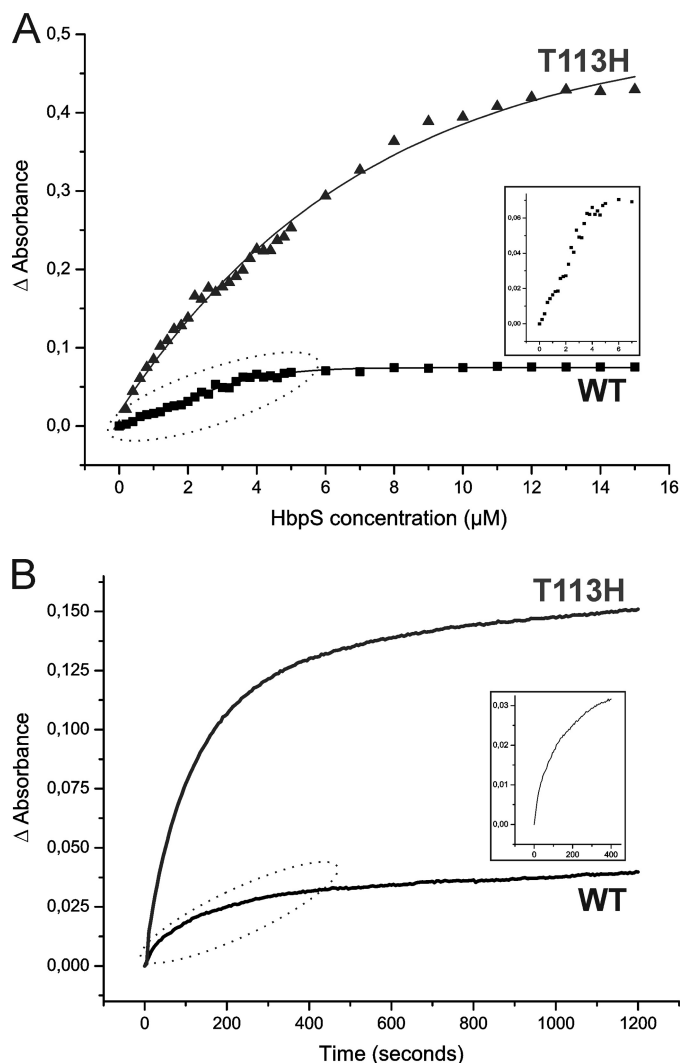 A
0,5
0,4
0,3
0,2
0,1
0,0
Δ Absorbance
T113H
WT
0,06
0,04
0,02
0,00
0 2 4 6
0 2 4 6 8 10 12 14 16
HbpS concentration (µM)
B
0,150
0,125
0,100
0,075
0,050
0,025
0,000
Δ Absorbance
T113H
WT
0,03
0,02
0,01
0,00
0 200 400
0 200 400 600 800 1000 1200
Time (seconds)